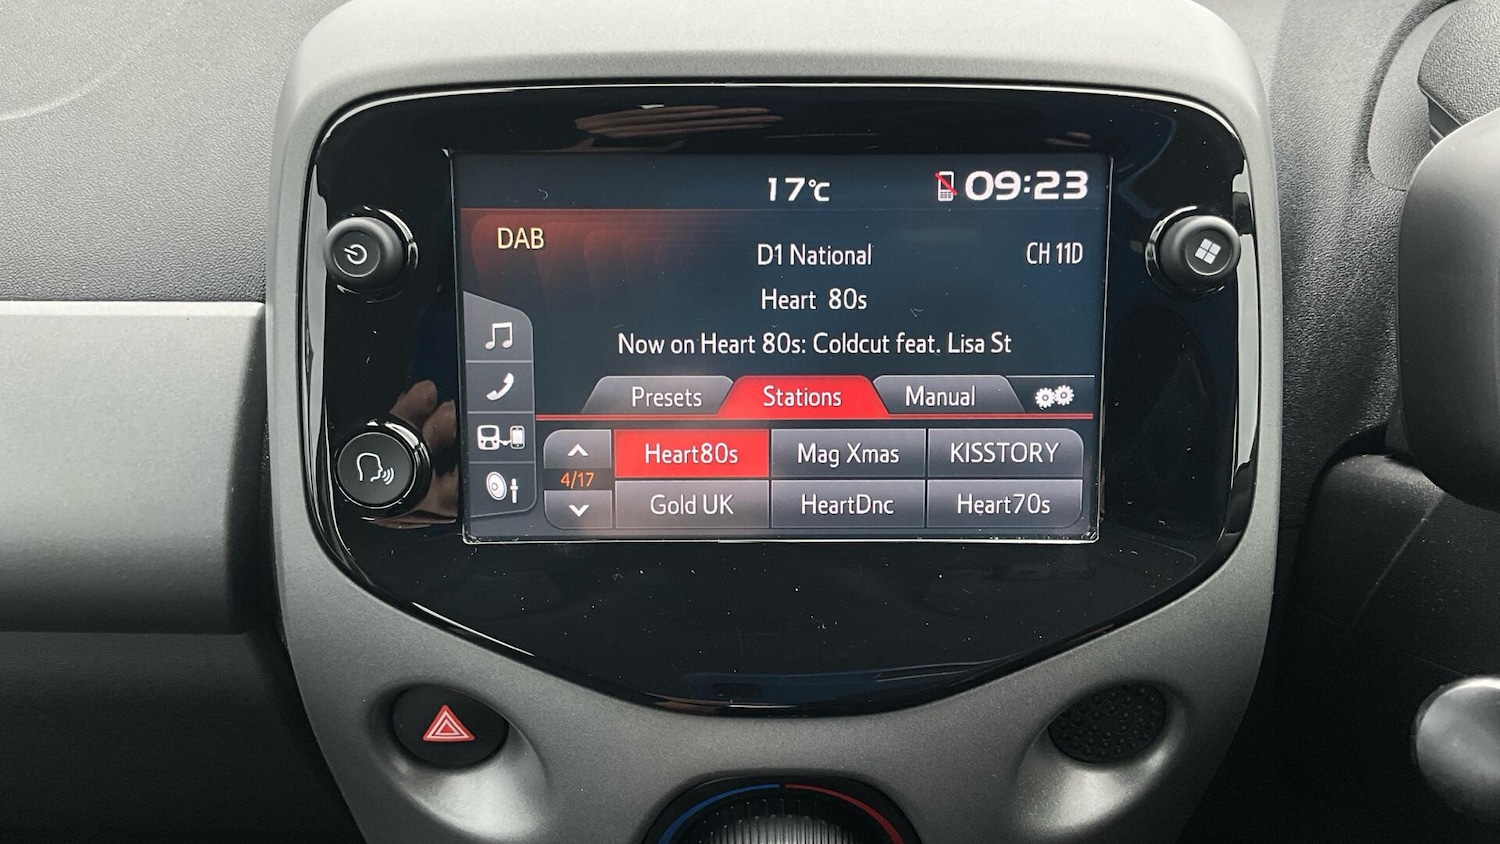 17°C 09:23
DAB
D1 National CH 11D
Heart 80s
Now on Heart 80s: Coldcut feat. Lisa St
Presets Stations Manual
Heart80s Mag Xmas KISSTORY
4/17
Gold UK HeartDnc Heart70s